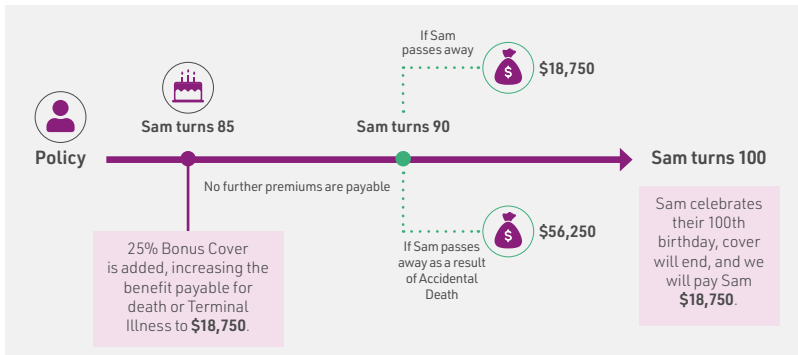 If Sam
passes away
$
$18,750
Sam turns 85
Sam turns 90
Policy
Sam turns 100
No further premiums are payable
25% Bonus Cover
is added, increasing the
benefit payable for
death or Terminal
Illness to $18,750.
$
$56,250
If Sam passes
away as a result
of Accidental
Death
Sam celebrates
their 100th
birthday, cover
will end, and we
will pay Sam
$18,750.